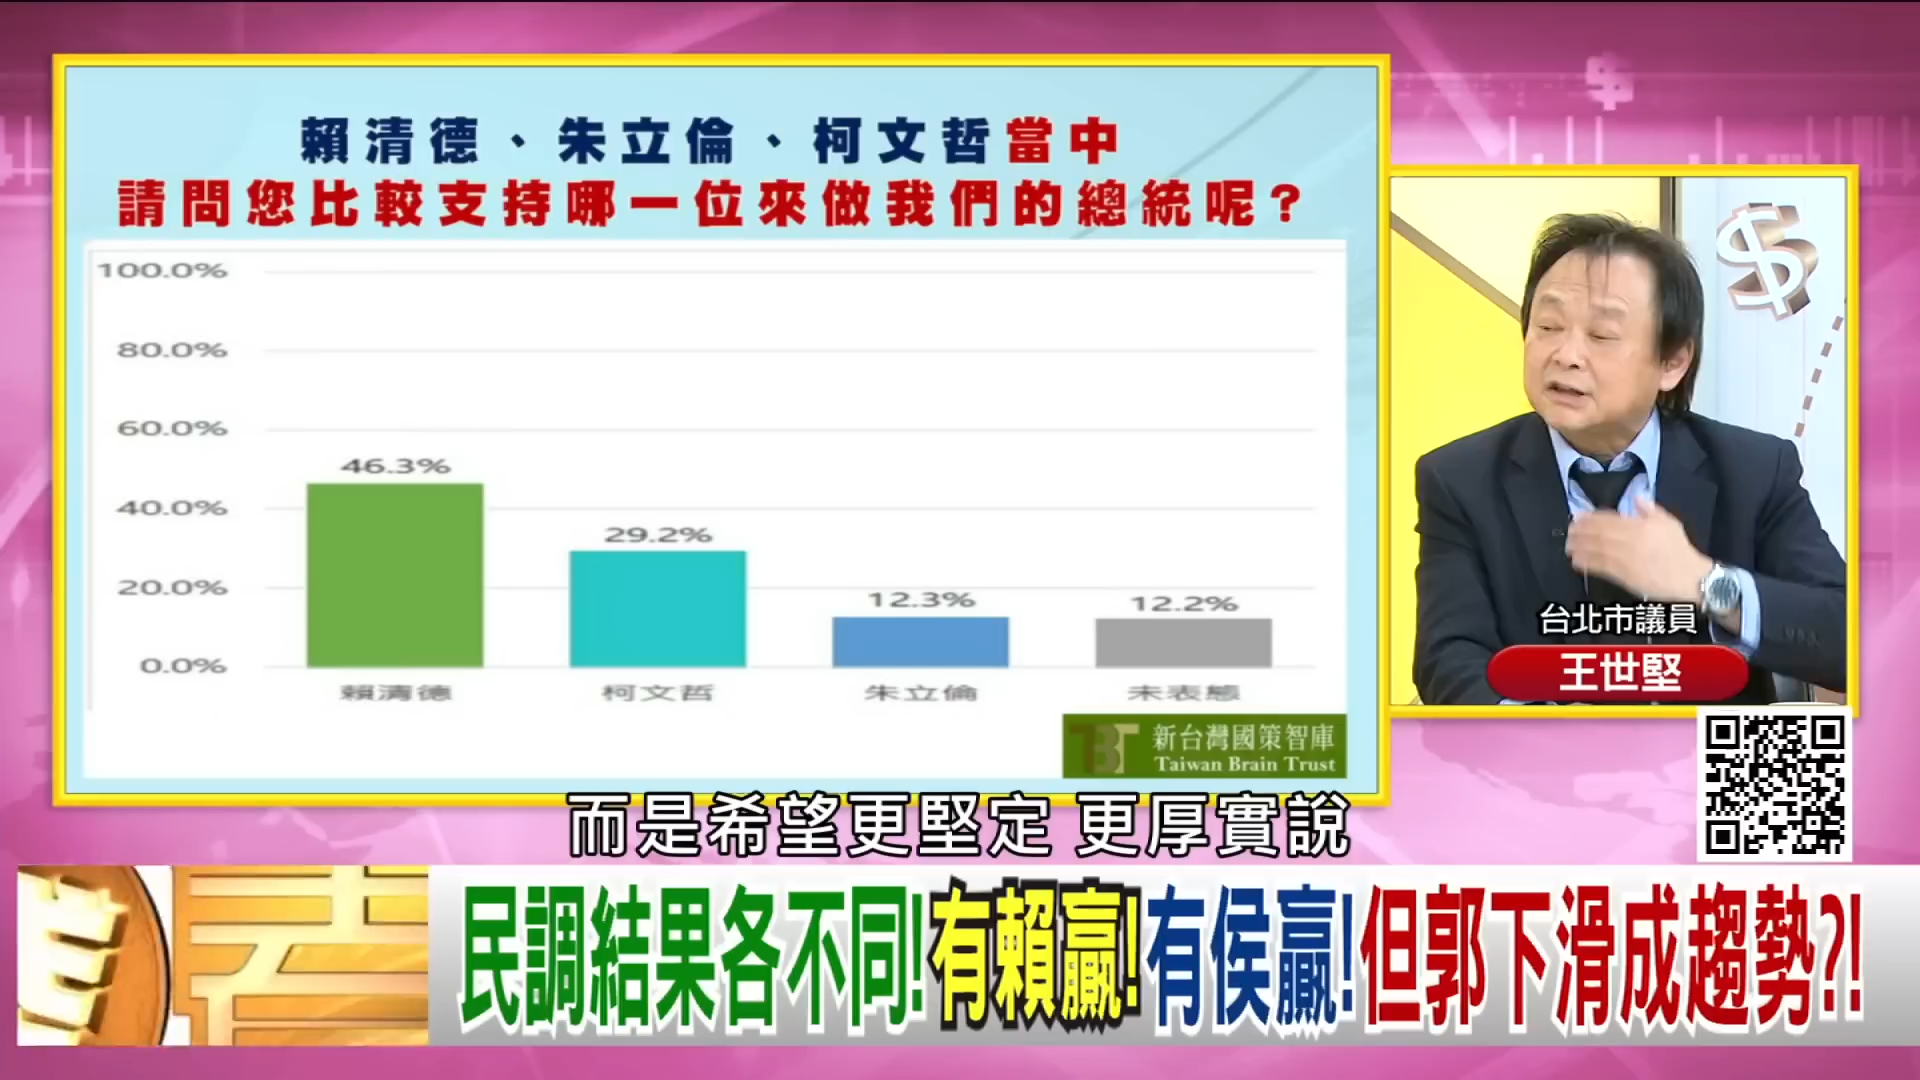 賴清德、朱立倫、柯文哲當中
請問您比較支持哪一位來做我們的總統呢?
100.0%
80.0%
60.0%
40.0%
20.0%
0.0%
46.3%
29.2%
12.3%
12.2%
賴清德
柯文哲
朱立倫
未表態
TBT
新台灣國策智庫
Taiwan Brain Trust
台北市議員
王世堅
而是希望更堅定 更厚實說
民調結果各不同!有賴贏!有侯贏!但郭下滑成趨勢?!